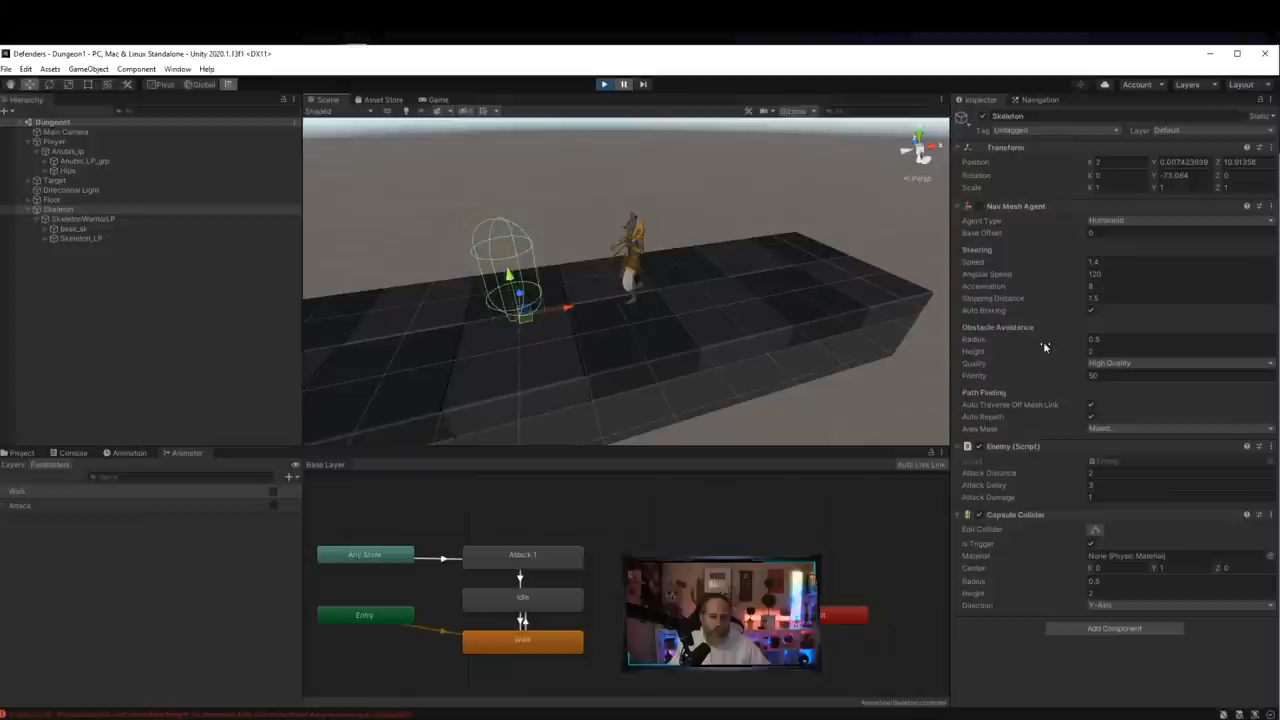 Defenders - Dungeon1 - PC, Mac & Linux Standalone - Unity 2020.1.13f1 <DX11>
File Edit Assets GameObject Component Window Help
Pivot Global Account Layers Layout
Hierarchy
Dungeon1
Main Camera
Player
Anubis_lp
Anubis_LP_grp
Hips
Target
Directional Light
Floor
Skeleton
SkeletonWarriorLP
base_sk
Skeleton_LP
Scene Asset Store Game
Shaded 2D Gizmos
Persp
Project Console Animation Animator
Layers Parameters
Name
Walk
Attack
Base Layer Auto Live Link
Any State
Attack 1
Idle
Entry
Walk
Inspector Navigation
Skeleton Static
Tag Untagged Layer Default
Transform
Position X 2 Y 0.007423639 Z 10.91358
Rotation X 0 Y -73.064 Z 0
Scale X 1 Y 1 Z 1
Nav Mesh Agent
Agent Type Humanoid
Base Offset 0
Steering
Speed 1.4
Angular Speed 120
Acceleration 8
Stopping Distance 1.5
Auto Braking
Obstacle Avoidance
Radius 0.5
Height 2
Quality High Quality
Priority 50
Path Finding
Auto Traverse Off Mesh Link
Auto Repath
Area Mask Mixed...
Enemy (Script)
Script Enemy
Attack Distance 2
Attack Delay 3
Attack Damage 1
Capsule Collider
Edit Collider
Is Trigger
Material None (Physic Material)
Center X 0 Y 1 Z 0
Radius 0.5
Height 2
Direction Y-Axis
Add Component